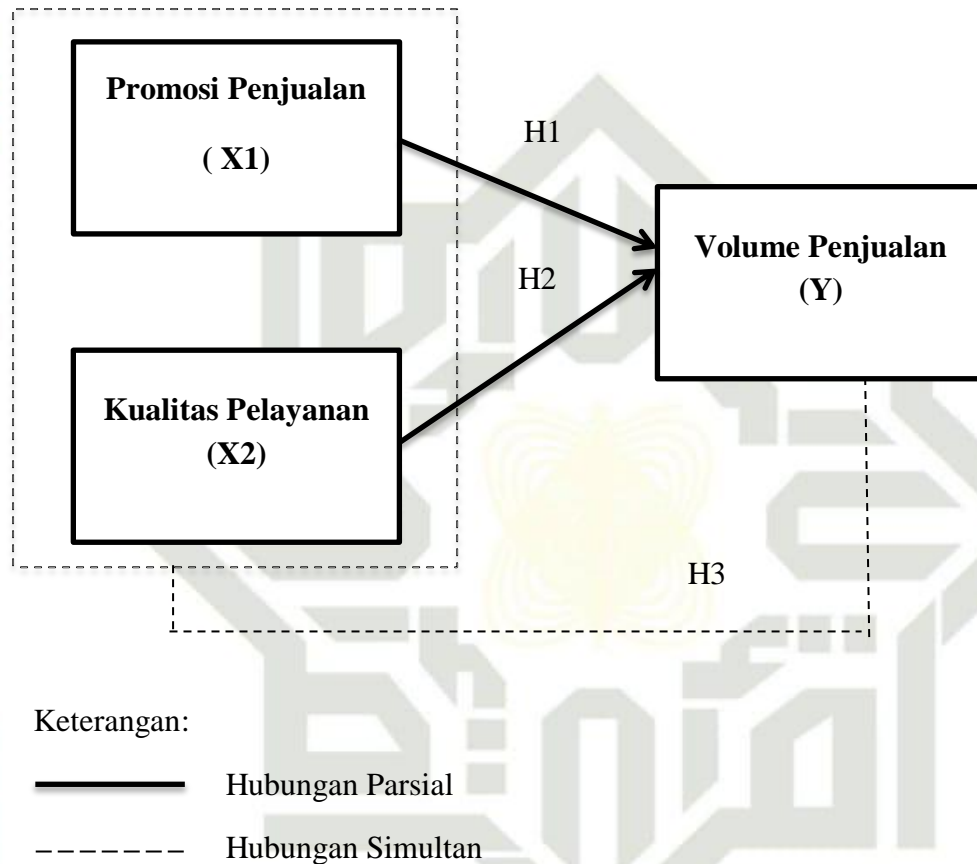 Promosi Penjualan
( X1)
H1
Volume Penjualan
(Y)
H2
Kualitas Pelayanan
(X2)
H3
Keterangan:
Hubungan Parsial
Hubungan Simultan